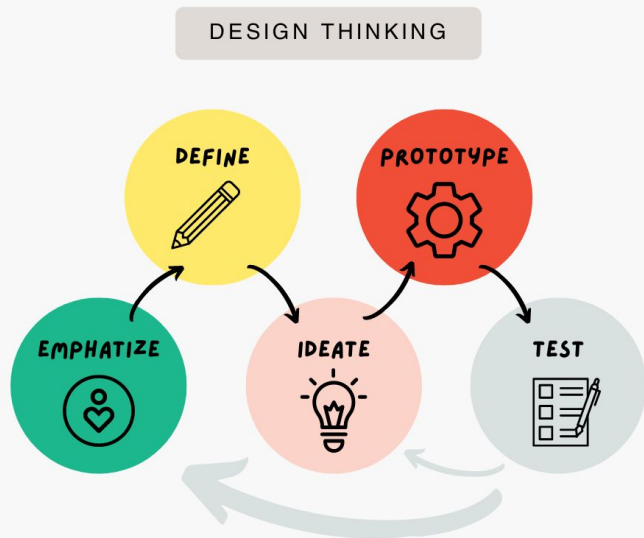 DESIGN THINKING
DEFINE
PROTOTYPE
EMPHATIZE
IDEATE
TEST